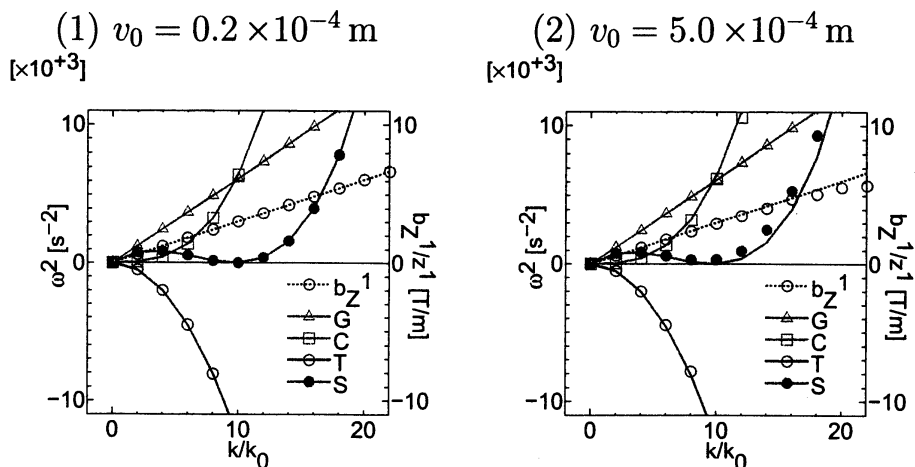 (1) v₀ = 0.2 ×10⁻⁴ m
(2) v₀ = 5.0 ×10⁻⁴ m
[×10⁺³]
10
0
−10
ω² [s⁻²]
10
0
−10
b_Z¹/z¹ [T/m]
b_Z¹
G
C
T
S
0
10
20
k/k₀
[×10⁺³]
10
0
−10
ω² [s⁻²]
10
0
−10
b_Z¹/z¹ [T/m]
b_Z¹
G
C
T
S
0
10
20
k/k₀